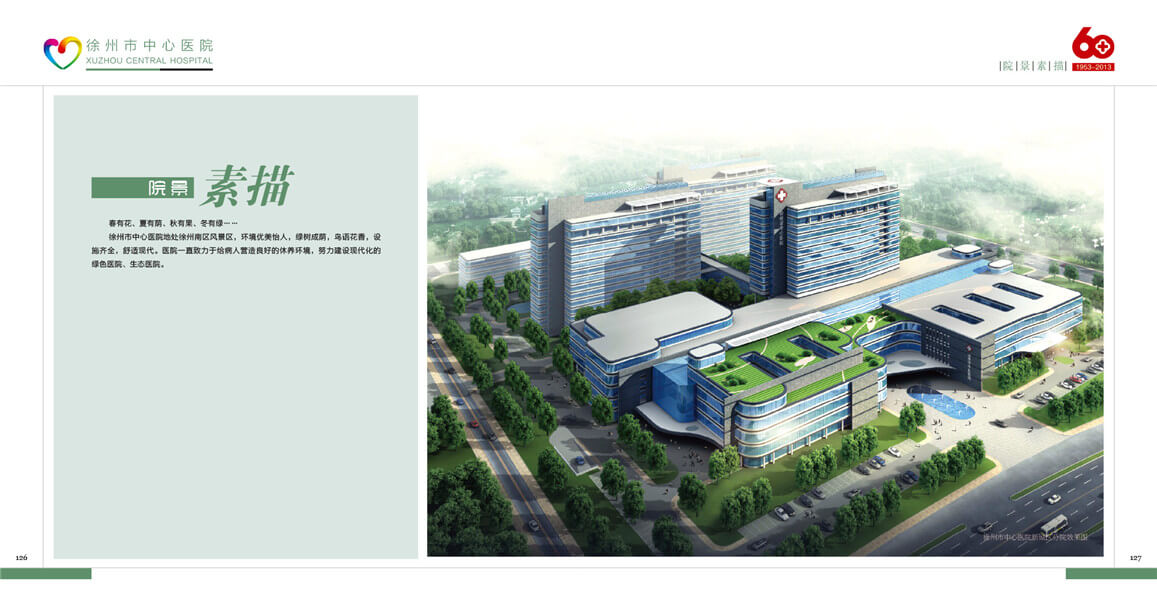 徐州市中心医院
XUZHOU CENTRAL HOSPITAL
|院|景|素|描|
60
1953-2013
院景 素描
春有花、夏有荫、秋有果、冬有绿……
徐州市中心医院地处徐州南区风景区，环境优美怡人，绿树成荫，鸟语花香，设
施齐全，舒适现代。医院一直致力于给病人营造良好的休养环境，努力建设现代化的
绿色医院、生态医院。
徐州市中心医院新城区分院效果图
126
127